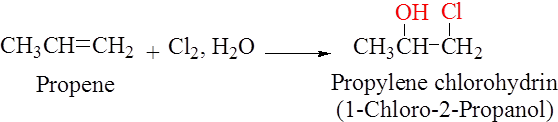 OH Cl
CH3CH=CH2 + Cl2, H2O CH3CH-CH2
Propene Propylene chlorohydrin
(1-Chloro-2-Propanol)